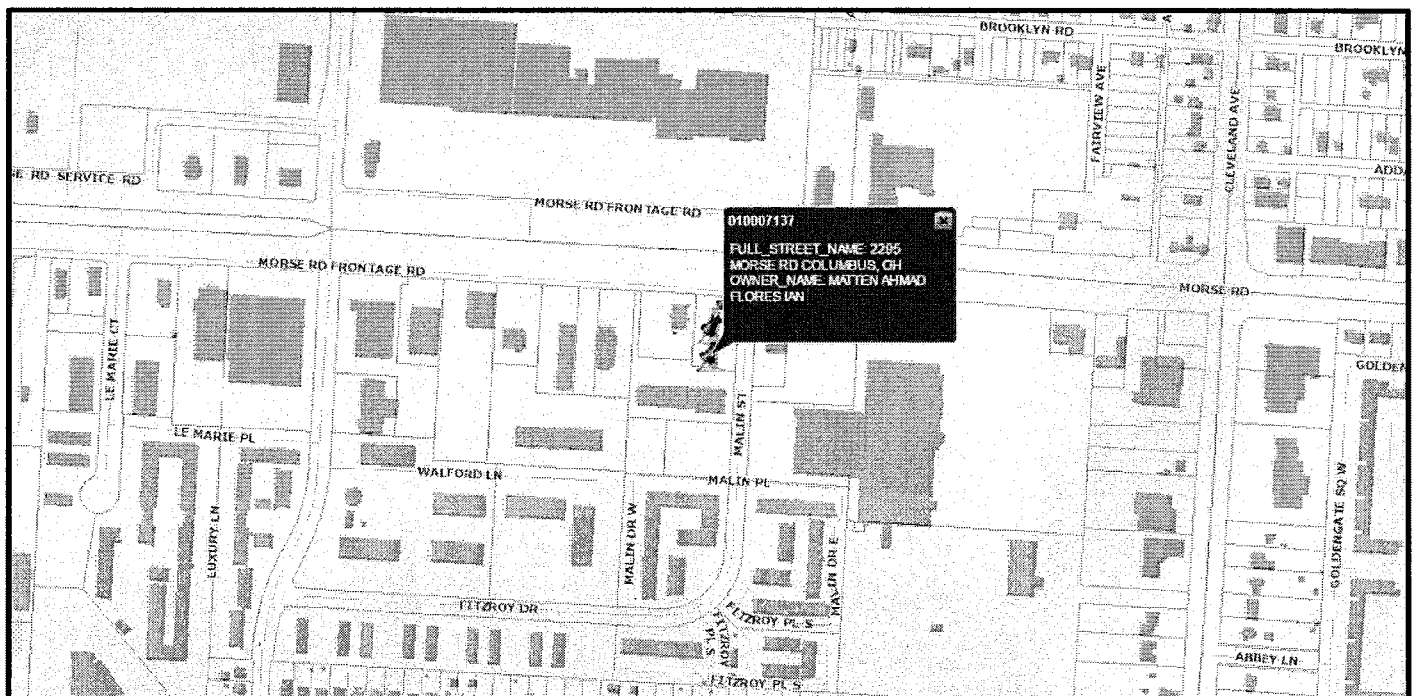 BROOKLYN RD
BROOKLYN
FAIRVIEW AVE
CLEVELAND AVE
SE RD SERVICE RD
MORSE RD FRONTAGE RD
010007137
FULL_STREET_NAME: 2295
MORSE RD COLUMBUS, OH
OWNER_NAME: MATTEN AHMAD
FLORES IAN
MORSE RD FRONTAGE RD
MORSE RD
LE MARIE CT
LE MARIE PL
MALIN ST
WALFORD LN
MALIN PL
LUXURY LN
MALIN DR W
MALIN DR E
GOLDENGATE SQ W
GOLDEN
FITZROY DR
FITZROY PL S
FITZROY PL S
ABBEY LN